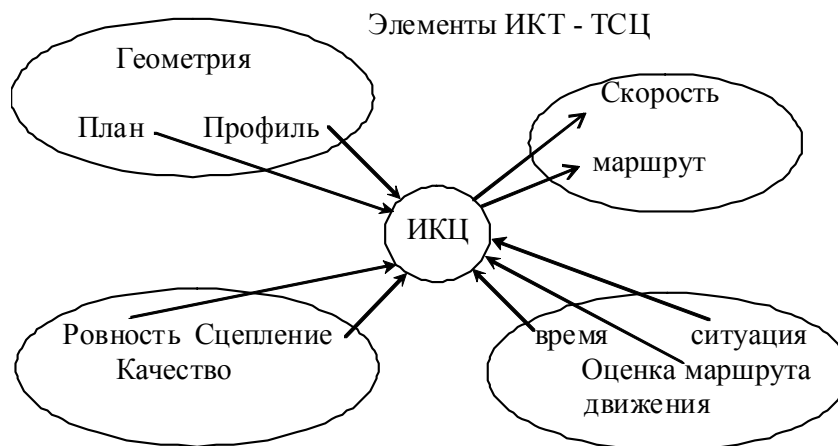 Элементы ИКТ - ТСЦ
Геометрия
План Профиль
Скорость
маршрут
ИКЦ
Ровность Сцепление
Качество
время ситуация
Оценка маршрута
движения